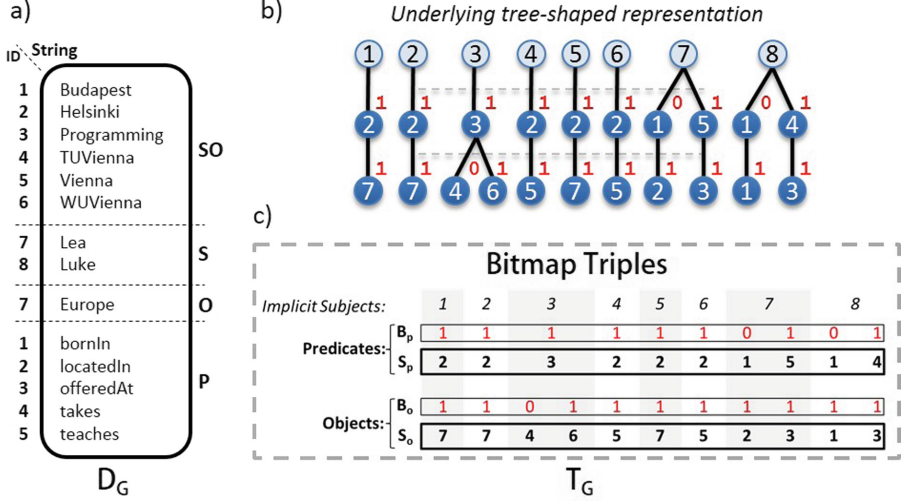 a)
ID String
1 Budapest
2 Helsinki
3 Programming
4 TUVienna
5 Vienna
6 WUVienna
SO
7 Lea
8 Luke
S
7 Europe
O
1 bornIn
2 locatedIn
3 offeredAt
4 takes
5 teaches
P
D_G
b)
Underlying tree-shaped representation
1 2 3 4 5 6 7 8
1 1 1 1 1 1 0 1 0 1
2 2 3 2 2 2 1 5 1 4
1 1 0 1 1 1 1 1 1 1 1
7 7 4 6 5 7 5 2 3 1 3
c)
Bitmap Triples
Implicit Subjects: 1 2 3 4 5 6 7 8
Predicates:
B_p 1 1 1 1 1 1 0 1 0 1
S_p 2 2 3 2 2 2 1 5 1 4
Objects:
B_o 1 1 0 1 1 1 1 1 1 1 1
S_o 7 7 4 6 5 7 5 2 3 1 3
T_G